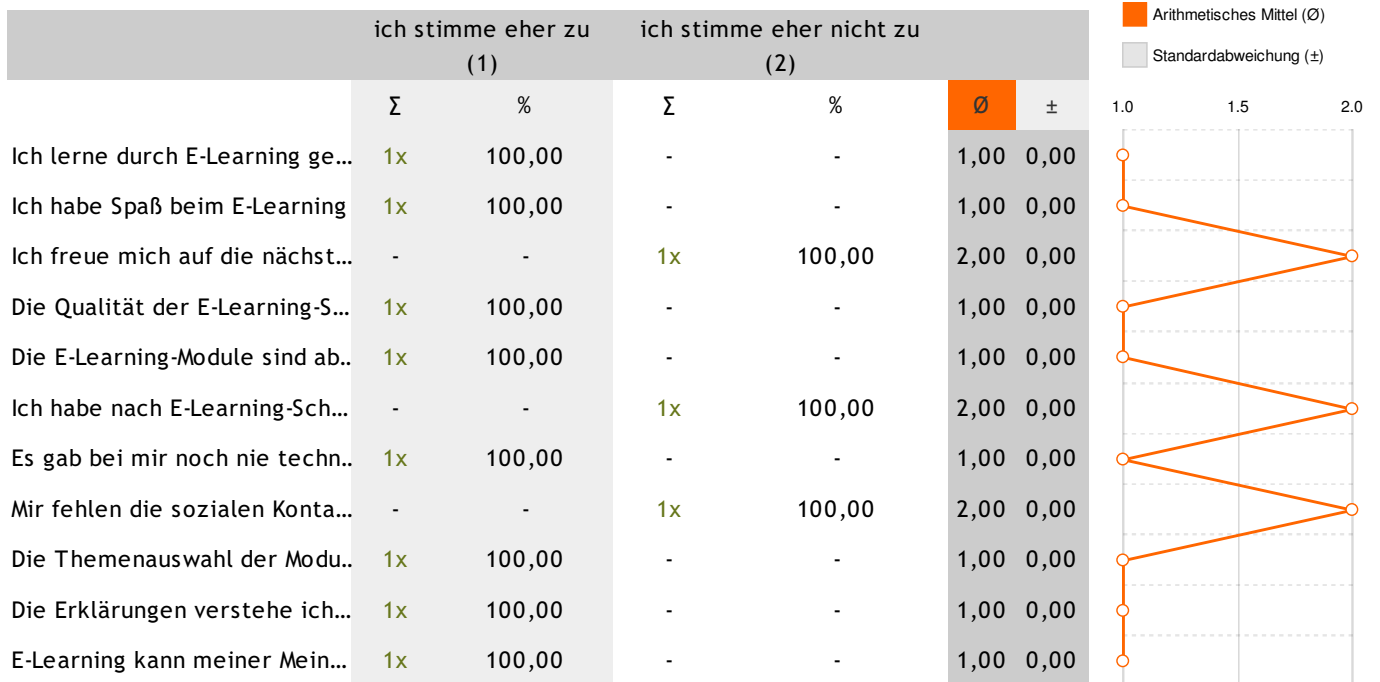 ich stimme eher zu ich stimme eher nicht zu Arithmetisches Mittel (Ø)
(1) (2) Standardabweichung (±)
Σ % Σ % Ø ± 1.0 1.5 2.0
Ich lerne durch E-Learning ge... 1x 100,00 - - 1,00 0,00
Ich habe Spaß beim E-Learning 1x 100,00 - - 1,00 0,00
Ich freue mich auf die nächst... - - 1x 100,00 2,00 0,00
Die Qualität der E-Learning-S... 1x 100,00 - - 1,00 0,00
Die E-Learning-Module sind ab.. 1x 100,00 - - 1,00 0,00
Ich habe nach E-Learning-Sch... - - 1x 100,00 2,00 0,00
Es gab bei mir noch nie techn.. 1x 100,00 - - 1,00 0,00
Mir fehlen die sozialen Konta... - - 1x 100,00 2,00 0,00
Die Themenauswahl der Modu.. 1x 100,00 - - 1,00 0,00
Die Erklärungen verstehe ich... 1x 100,00 - - 1,00 0,00
E-Learning kann meiner Mein... 1x 100,00 - - 1,00 0,00